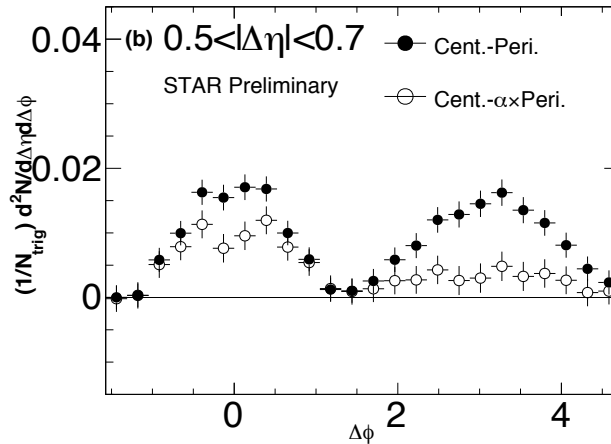 (b) 0.5<|Δη|<0.7
STAR Preliminary
Cent.-Peri.
Cent.-α×Peri.
(1/N_trig) d²N/dΔηdΔϕ
0.04
0.02
0
0 2 4
Δϕ